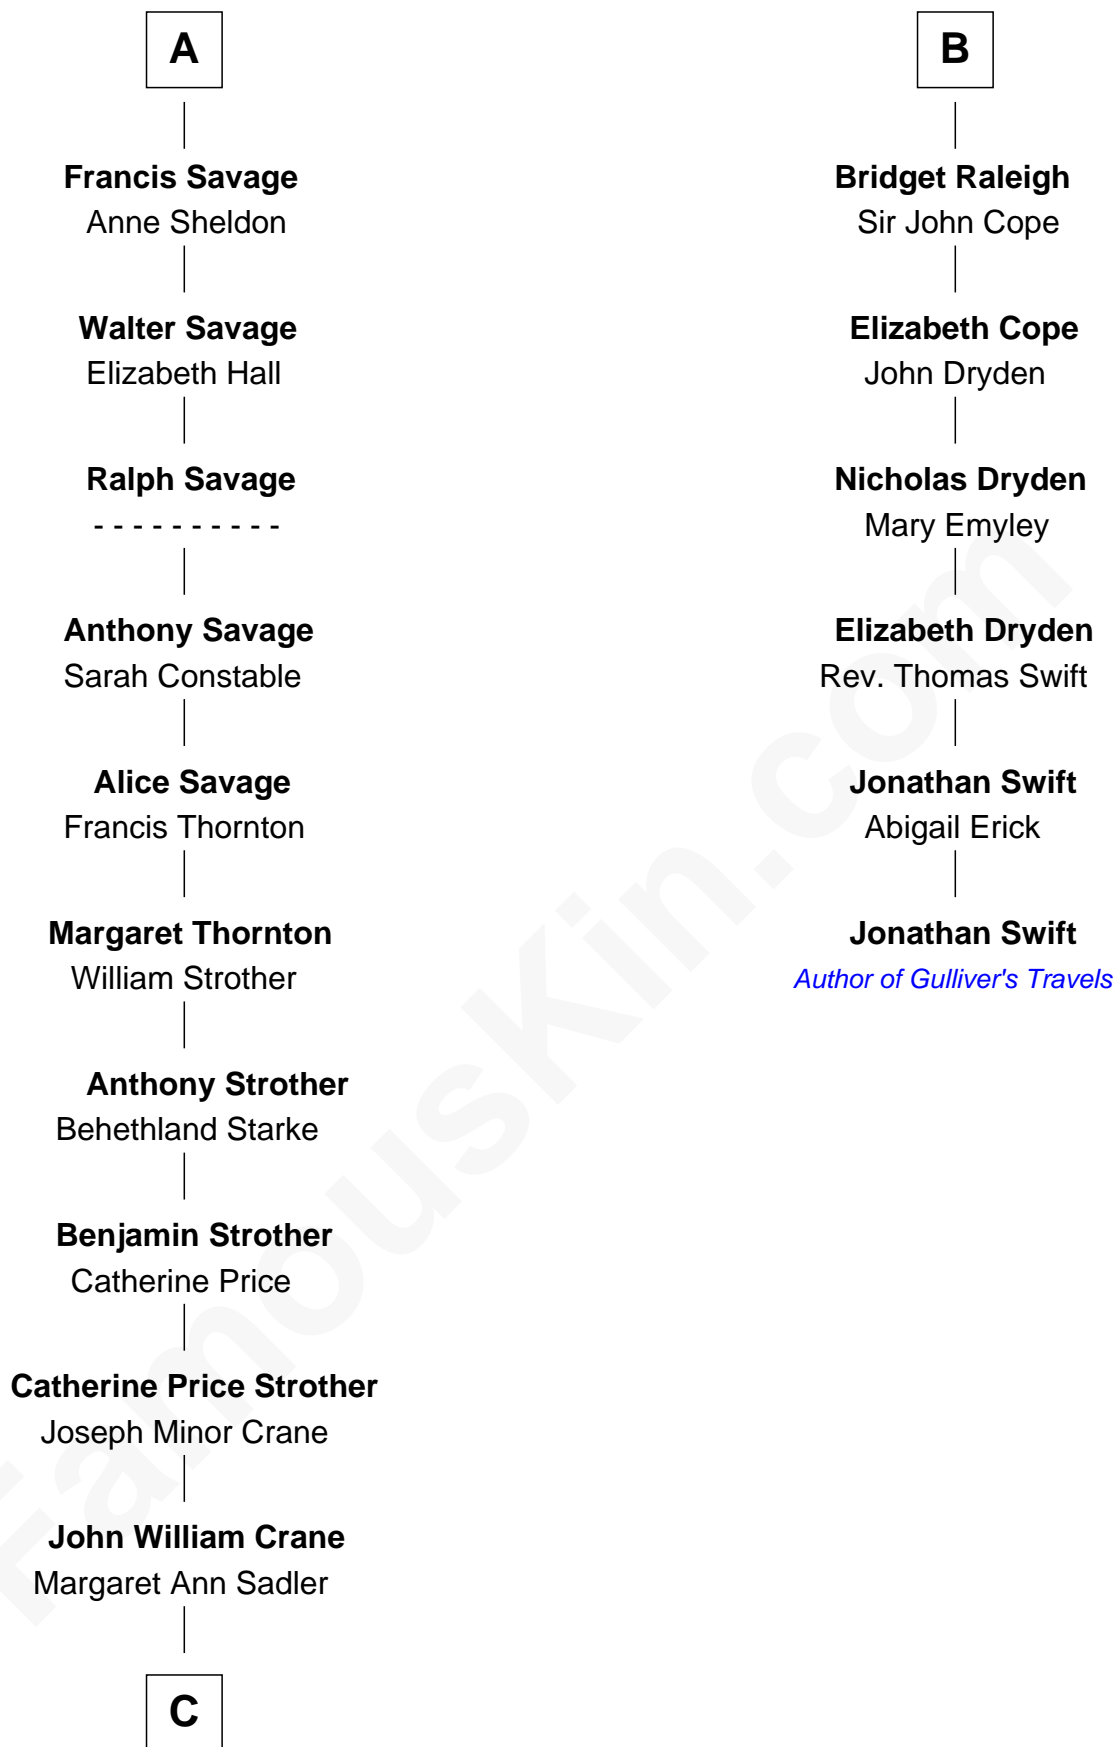 A
Francis Savage
Anne Sheldon
Walter Savage
Elizabeth Hall
Ralph Savage
- - - - - - - - - -
Anthony Savage
Sarah Constable
Alice Savage
Francis Thornton
Margaret Thornton
William Strother
Anthony Strother
Behethland Starke
Benjamin Strother
Catherine Price
Catherine Price Strother
Joseph Minor Crane
John William Crane
Margaret Ann Sadler
C
B
Bridget Raleigh
Sir John Cope
Elizabeth Cope
John Dryden
Nicholas Dryden
Mary Emyley
Elizabeth Dryden
Rev. Thomas Swift
Jonathan Swift
Abigail Erick
Jonathan Swift
Author of Gulliver's Travels
FamousKin.com